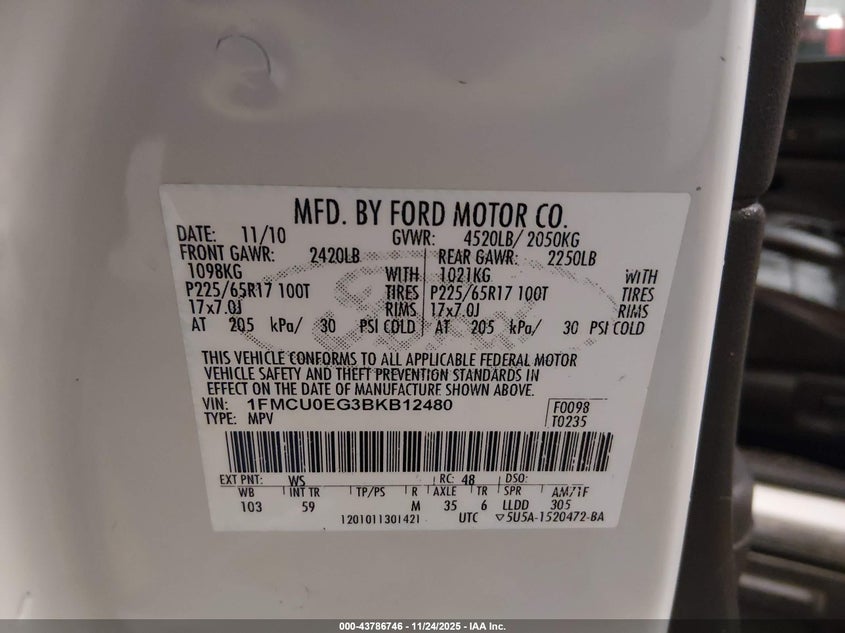 MFD. BY FORD MOTOR CO.
DATE: 11/10 GVWR: 4520LB/ 2050KG
FRONT GAWR: 2420LB REAR GAWR: 2250LB
1098KG WITH 1021KG WITH
P225/65R17 100T TIRES P225/65R17 100T TIRES
17x7.0J RIMS 17x7.0J RIMS
AT 205 kPa/ 30 PSI COLD AT 205 kPa/ 30 PSI COLD
THIS VEHICLE CONFORMS TO ALL APPLICABLE FEDERAL MOTOR
VEHICLE SAFETY AND THEFT PREVENTION STANDARDS IN
EFFECT ON THE DATE OF MANUFACTURE SHOWN ABOVE.
VIN: 1FMCU0EG3BKB12480 F0098
TYPE: MPV T0235
EXT PNT: WS RC: 48 DSO:
WB INT TR TP/PS R AXLE TR SPR AM71F
103 59 M 35 6 LLDD 305
1201011301421 UTC ▽5U5A-1520472-BA
000-43786746 - 11/24/2025 - IAA Inc.